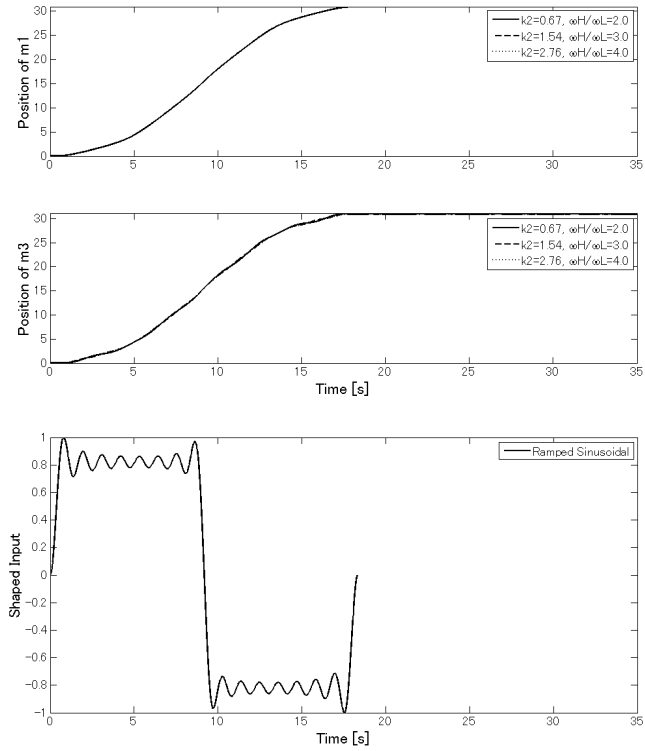 30
25
20
15
10
5
0
Position of m1
k2=0.67, ωH/ωL=2.0
k2=1.54, ωH/ωL=3.0
k2=2.76, ωH/ωL=4.0
0 5 10 15 20 25 30 35
30
25
20
15
10
5
0
Position of m3
k2=0.67, ωH/ωL=2.0
k2=1.54, ωH/ωL=3.0
k2=2.76, ωH/ωL=4.0
0 5 10 15 20 25 30 35
Time [s]
1
0.8
0.6
0.4
0.2
0
-0.2
-0.4
-0.6
-0.8
-1
Shaped Input
Ramped Sinusoidal
0 5 10 15 20 25 30 35
Time [s]